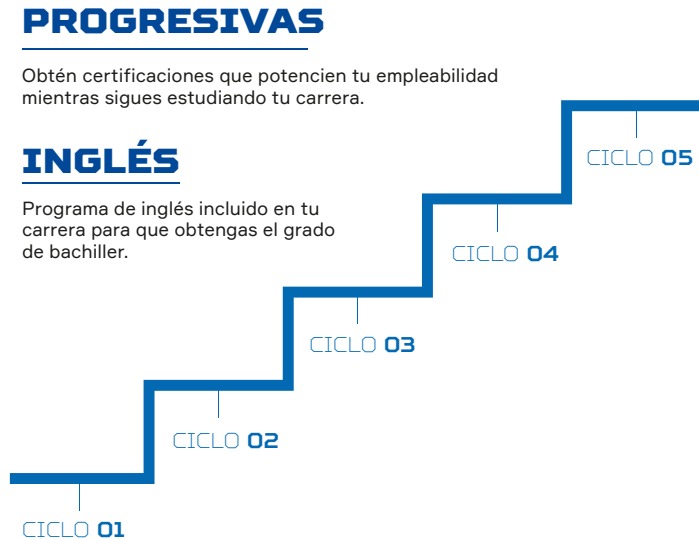 PROGRESIVAS
Obtén certificaciones que potencien tu empleabilidad
mientras sigues estudiando tu carrera.
INGLÉS
Programa de inglés incluido en tu
carrera para que obtengas el grado
de bachiller.
CICLO 05
CICLO 04
CICLO 03
CICLO 02
CICLO 01